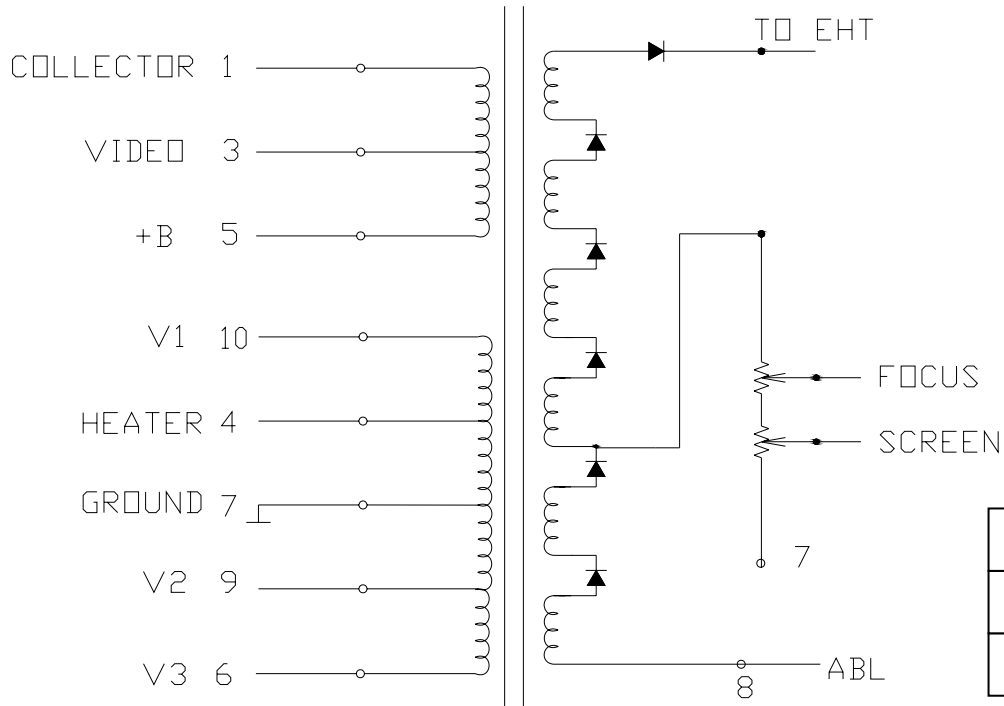 TO EHT
COLLECTOR 1
VIDEO 3
+B 5
V1 10
HEATER 4
GROUND 7
V2 9
V3 6
FOCUS
SCREEN
7
ABL
8